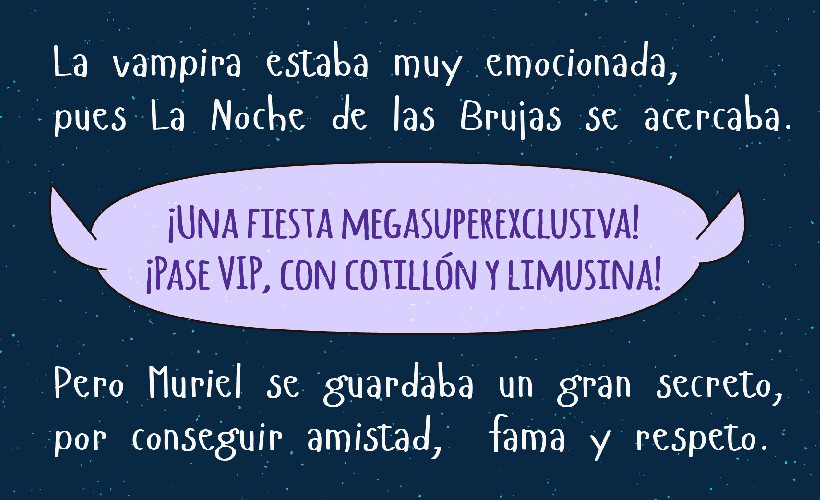 La vampira estaba muy emocionada,
pues La Noche de las Brujas se acercaba.
¡UNA FIESTA MEGASUPEREXCLUSIVA!
¡PASE VIP, CON COTILLÓN Y LIMUSINA!
Pero Muriel se guardaba un gran secreto,
por conseguir amistad, fama y respeto.